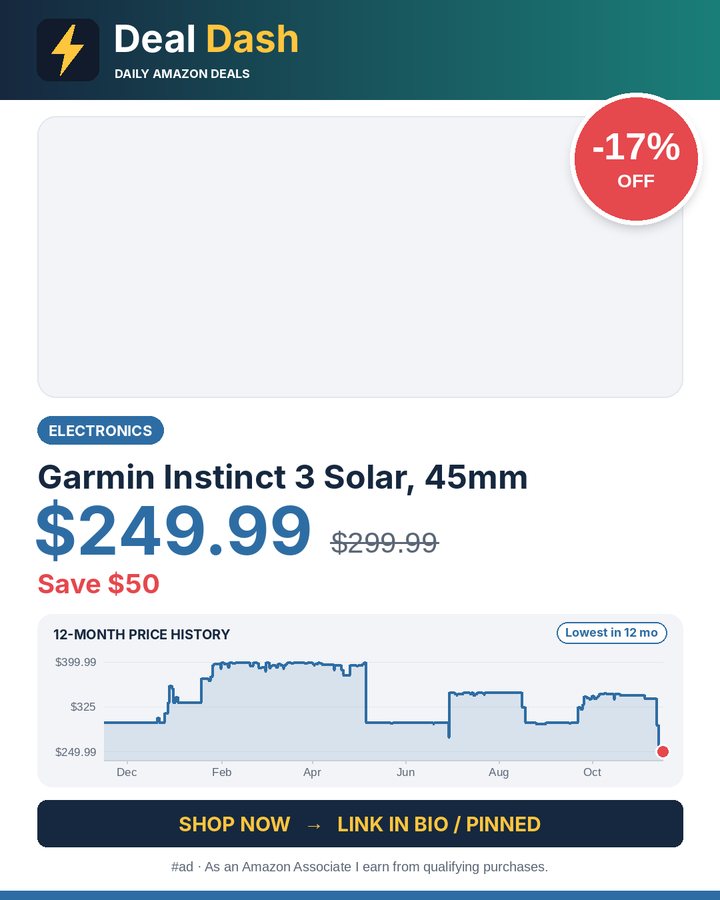 Deal Dash
DAILY AMAZON DEALS
-17%
OFF
ELECTRONICS
Garmin Instinct 3 Solar, 45mm
$249.99 $299.99
Save $50
12-MONTH PRICE HISTORY
Lowest in 12 mo
$399.99
$325
$249.99
Dec Feb Apr Jun Aug Oct
SHOP NOW → LINK IN BIO / PINNED
#ad · As an Amazon Associate I earn from qualifying purchases.